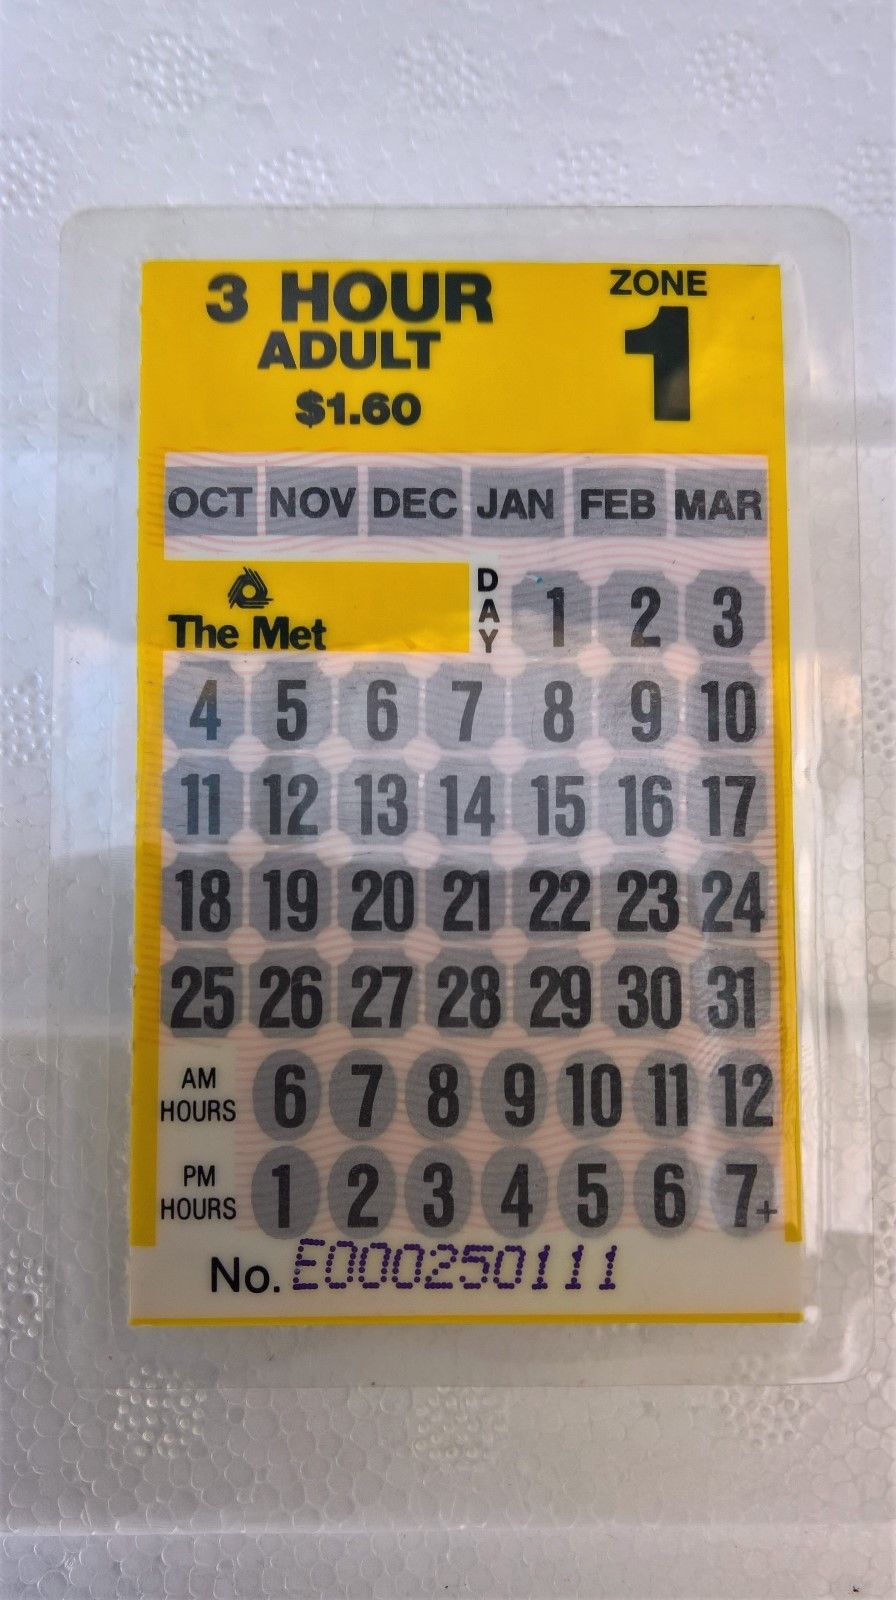 3 HOUR
ADULT
$1.60
ZONE
1
OCT NOV DEC JAN FEB MAR
The Met
DAY 1 2 3
4 5 6 7 8 9 10
11 12 13 14 15 16 17
18 19 20 21 22 23 24
25 26 27 28 29 30 31
AM HOURS 6 7 8 9 10 11 12
PM HOURS 1 2 3 4 5 6 7+
No. E000250111